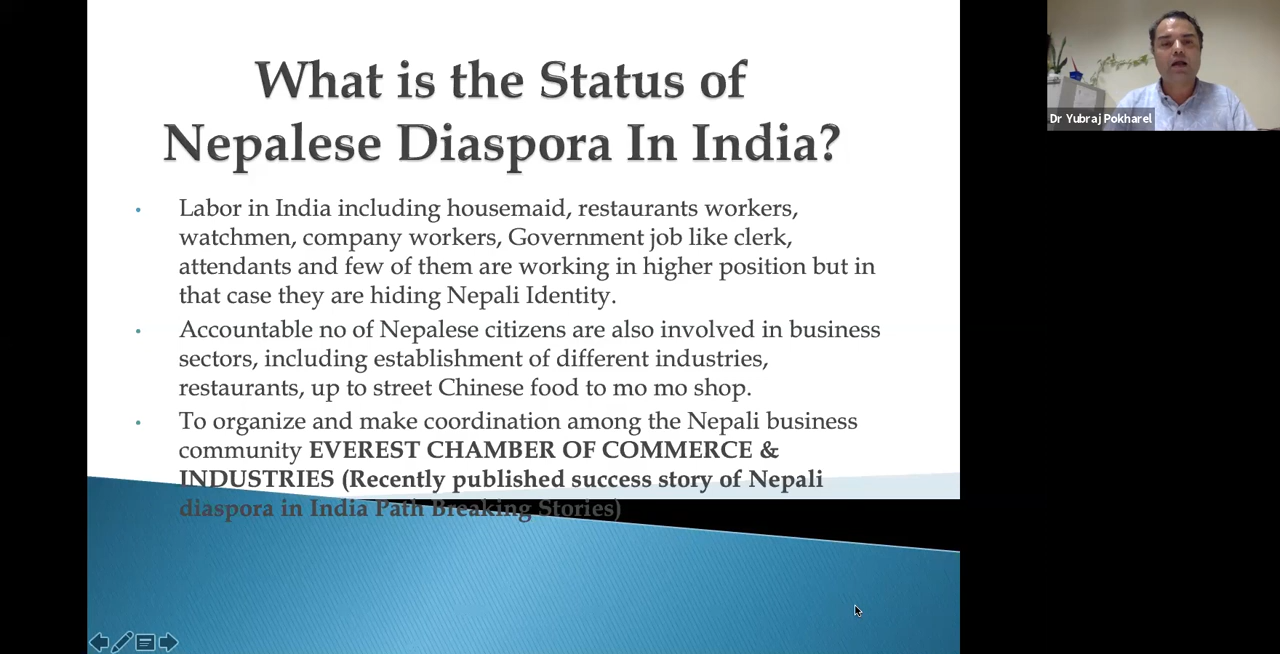 What is the Status of
Nepalese Diaspora In India?
• Labor in India including housemaid, restaurants workers,
watchmen, company workers, Government job like clerk,
attendants and few of them are working in higher position but in
that case they are hiding Nepali Identity.
• Accountable no of Nepalese citizens are also involved in business
sectors, including establishment of different industries,
restaurants, up to street Chinese food to mo mo shop.
• To organize and make coordination among the Nepali business
community EVEREST CHAMBER OF COMMERCE &
INDUSTRIES (Recently published success story of Nepali
diaspora in India Path Breaking Stories)
Dr Yubraj Pokharel